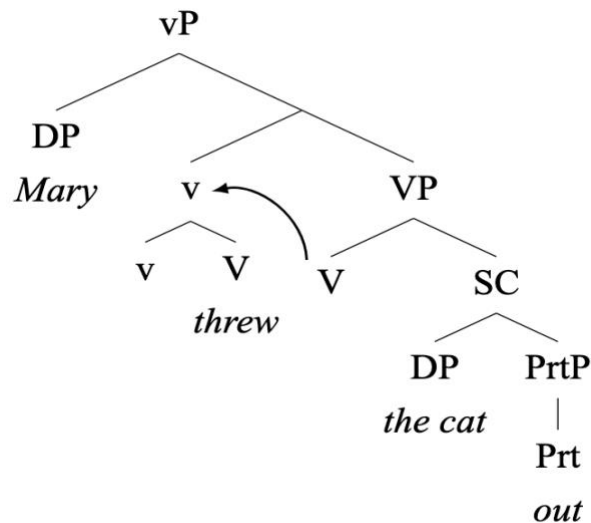 vP
DP
Mary
v
VP
v
V
threw
V
SC
DP
PrtP
the cat
Prt
out